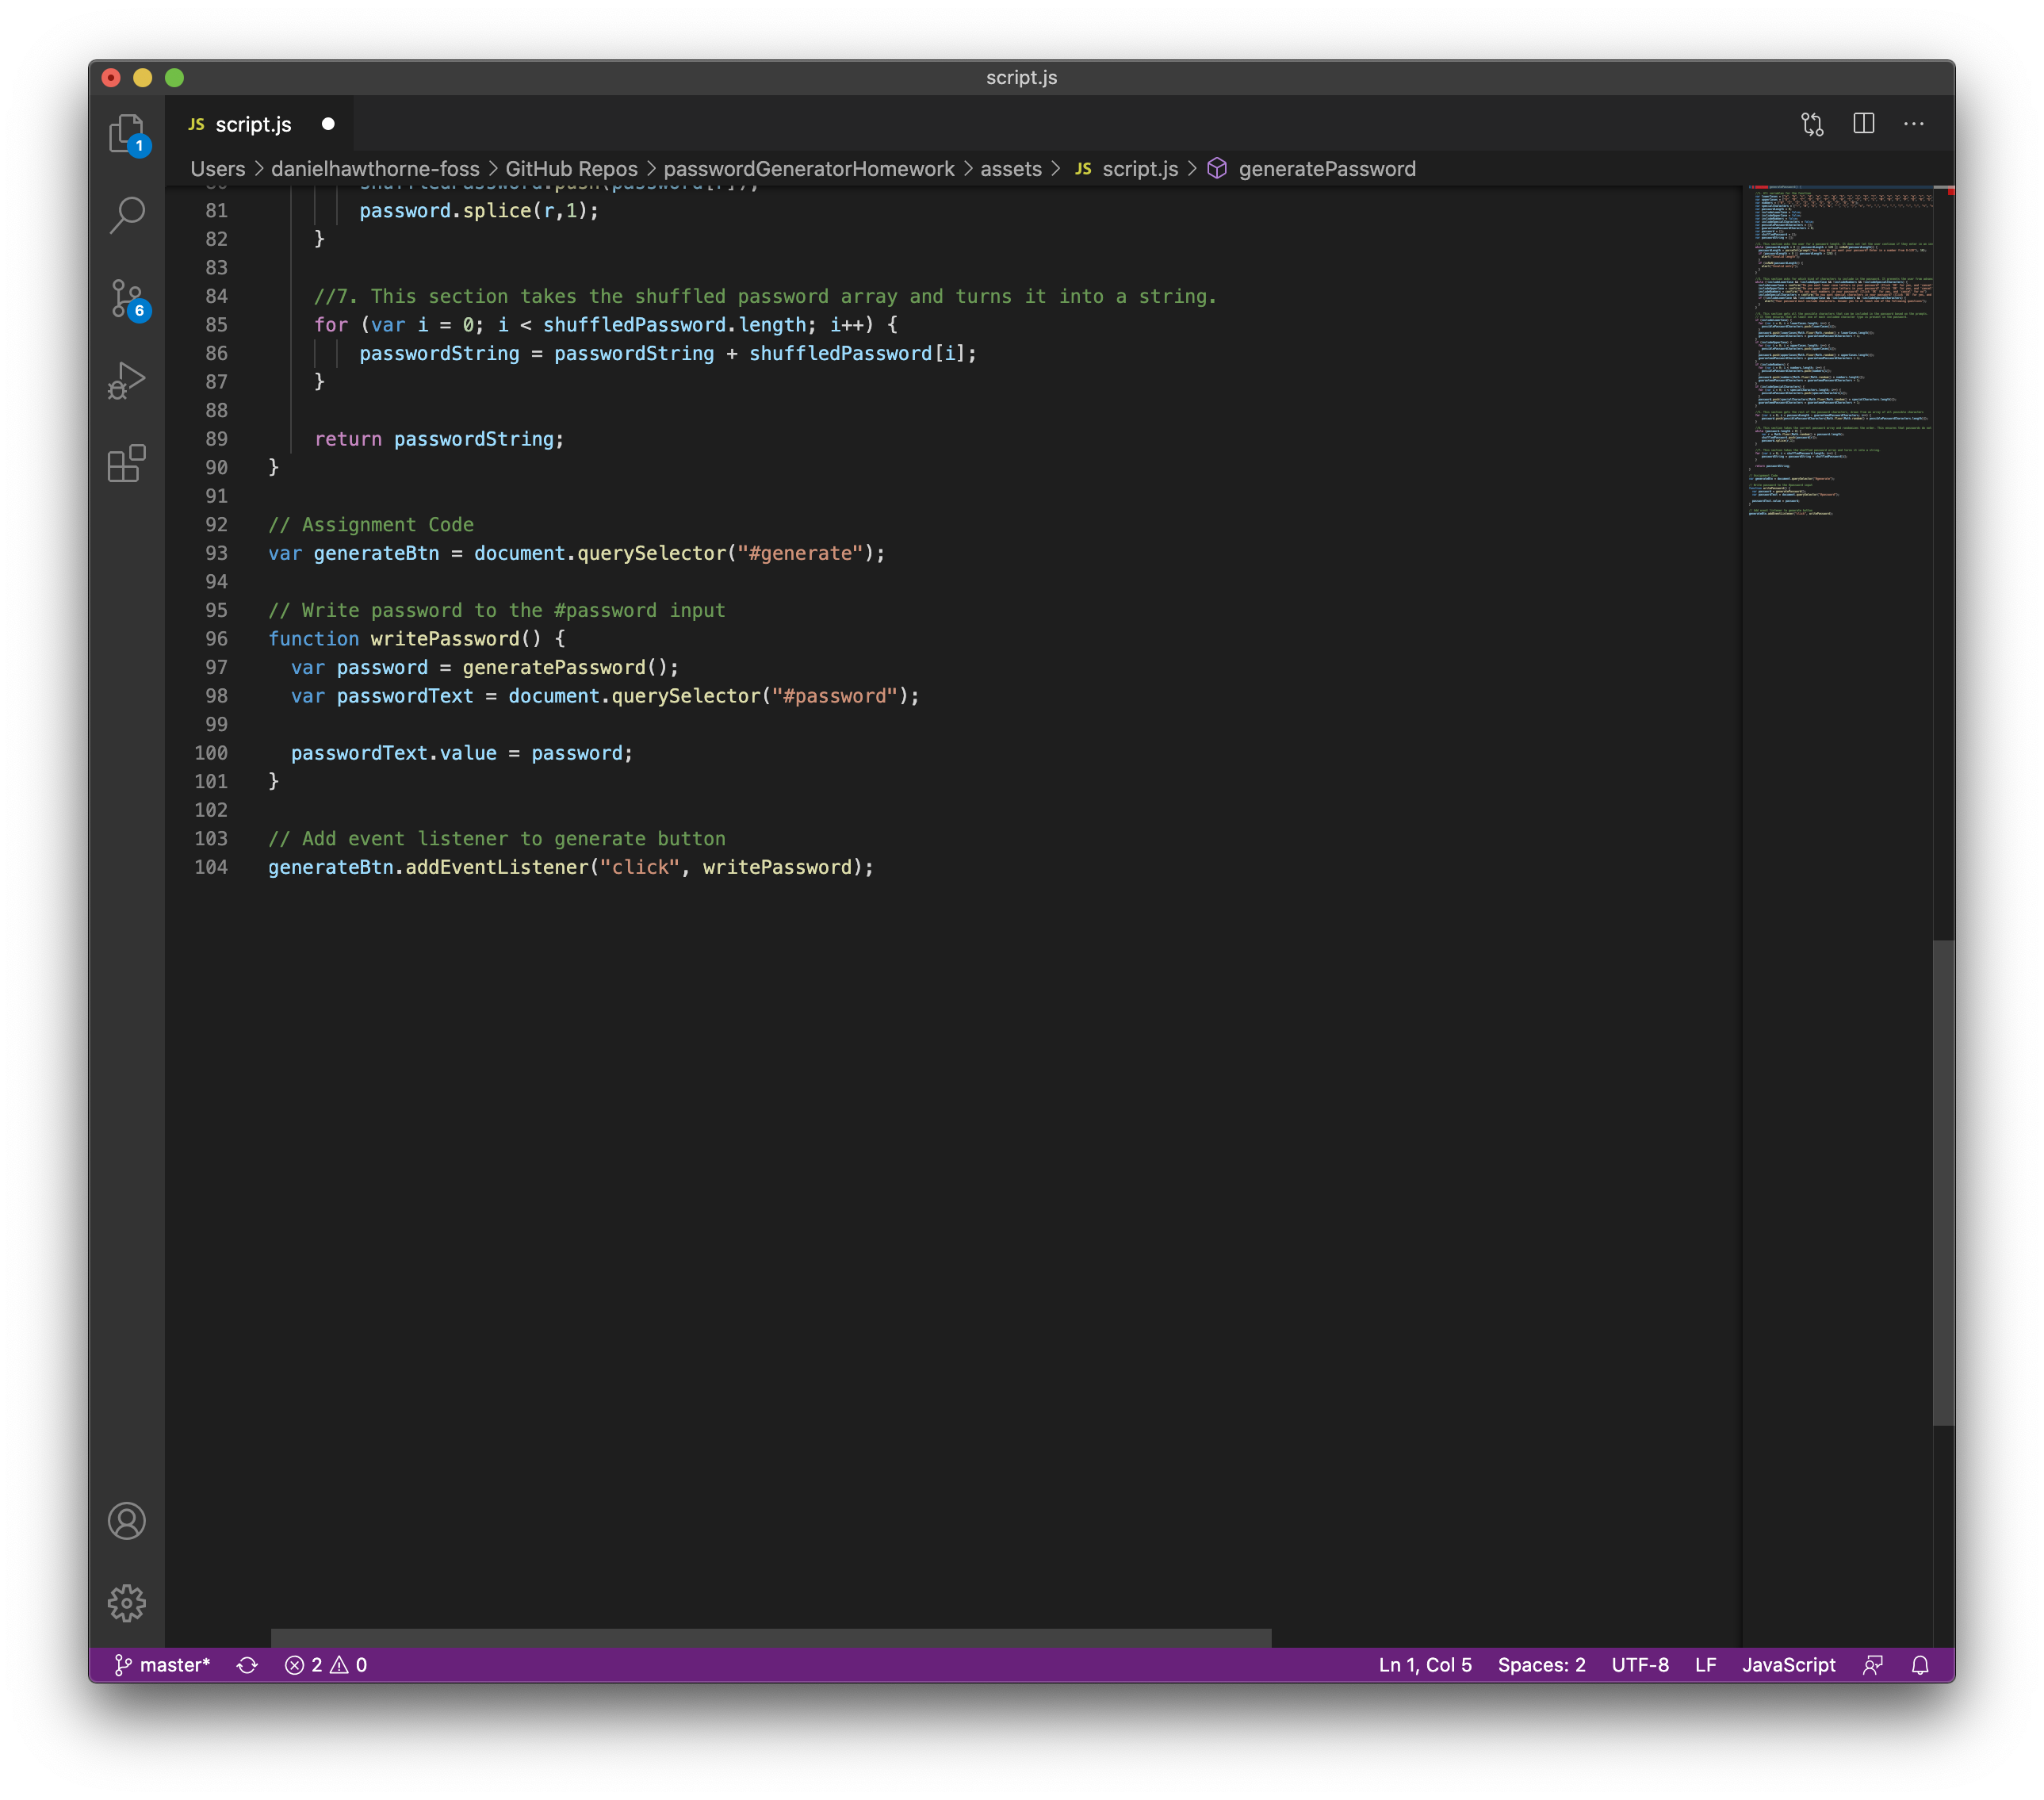 script.js
JS script.js
1
Users > danielhawthorne-foss > GitHub Repos > passwordGeneratorHomework > assets > JS script.js > generatePassword
80 shuffledPassword.push(password[r]);
81 password.splice(r,1);
82 }
83
84 //7. This section takes the shuffled password array and turns it into a string.
85 for (var i = 0; i < shuffledPassword.length; i++) {
86 passwordString = passwordString + shuffledPassword[i];
87 }
88
89 return passwordString;
90 }
91
92 // Assignment Code
93 var generateBtn = document.querySelector("#generate");
94
95 // Write password to the #password input
96 function writePassword() {
97 var password = generatePassword();
98 var passwordText = document.querySelector("#password");
99
100 passwordText.value = password;
101 }
102
103 // Add event listener to generate button
104 generateBtn.addEventListener("click", writePassword);
6
master* 2 0 Ln 1, Col 5 Spaces: 2 UTF-8 LF JavaScript